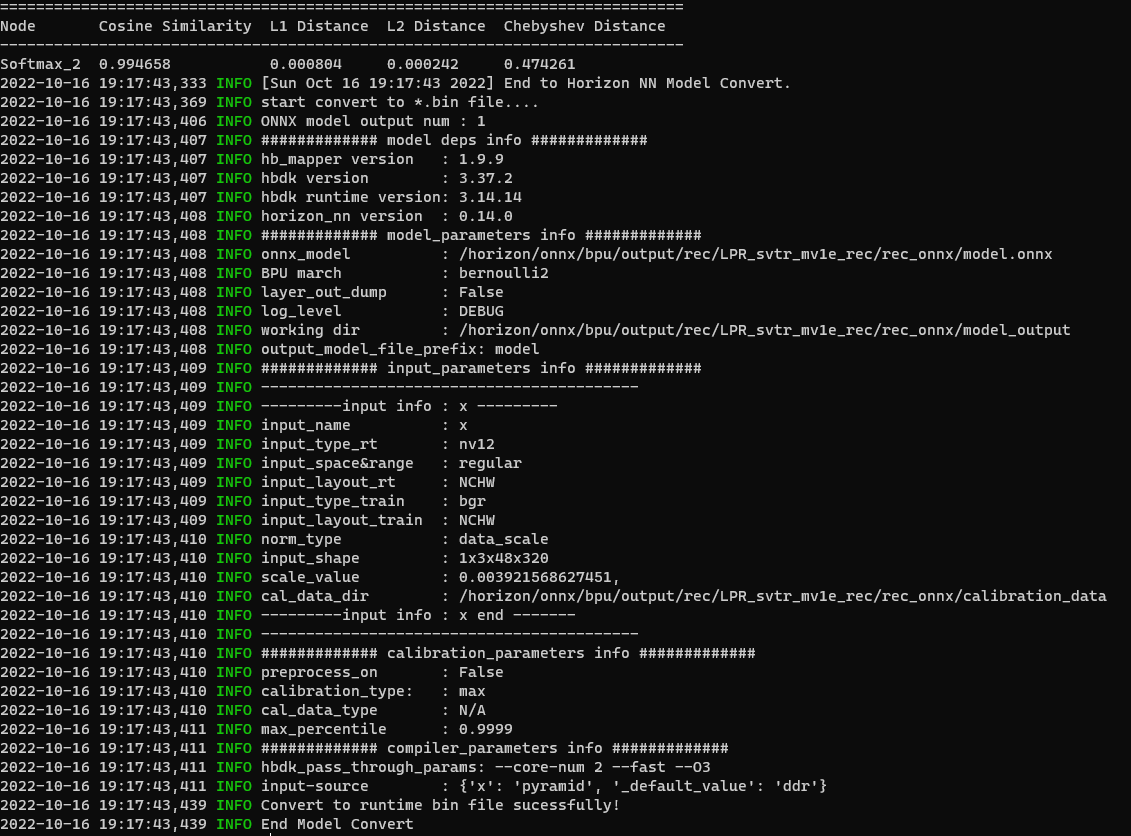 ============================================================================
Node       Cosine Similarity  L1 Distance  L2 Distance  Chebyshev Distance
----------------------------------------------------------------------------
Softmax_2  0.994658           0.000804     0.000242     0.474261
2022-10-16 19:17:43,333 INFO [Sun Oct 16 19:17:43 2022] End to Horizon NN Model Convert.
2022-10-16 19:17:43,369 INFO start convert to *.bin file....
2022-10-16 19:17:43,406 INFO ONNX model output num : 1
2022-10-16 19:17:43,407 INFO ############# model deps info #############
2022-10-16 19:17:43,407 INFO hb_mapper version   : 1.9.9
2022-10-16 19:17:43,407 INFO hbdk version        : 3.37.2
2022-10-16 19:17:43,407 INFO hbdk runtime version: 3.14.14
2022-10-16 19:17:43,408 INFO horizon_nn version  : 0.14.0
2022-10-16 19:17:43,408 INFO ############# model_parameters info #############
2022-10-16 19:17:43,408 INFO onnx_model          : /horizon/onnx/bpu/output/rec/LPR_svtr_mv1e_rec/rec_onnx/model.onnx
2022-10-16 19:17:43,408 INFO BPU march           : bernoulli2
2022-10-16 19:17:43,408 INFO layer_out_dump      : False
2022-10-16 19:17:43,408 INFO log_level           : DEBUG
2022-10-16 19:17:43,408 INFO working dir         : /horizon/onnx/bpu/output/rec/LPR_svtr_mv1e_rec/rec_onnx/model_output
2022-10-16 19:17:43,408 INFO output_model_file_prefix: model
2022-10-16 19:17:43,409 INFO ############# input_parameters info #############
2022-10-16 19:17:43,409 INFO ------------------------------------------
2022-10-16 19:17:43,409 INFO ---------input info : x ---------
2022-10-16 19:17:43,409 INFO input_name          : x
2022-10-16 19:17:43,409 INFO input_type_rt       : nv12
2022-10-16 19:17:43,409 INFO input_space&range   : regular
2022-10-16 19:17:43,409 INFO input_layout_rt     : NCHW
2022-10-16 19:17:43,409 INFO input_type_train    : bgr
2022-10-16 19:17:43,409 INFO input_layout_train  : NCHW
2022-10-16 19:17:43,410 INFO norm_type           : data_scale
2022-10-16 19:17:43,410 INFO input_shape         : 1x3x48x320
2022-10-16 19:17:43,410 INFO scale_value         : 0.003921568627451,
2022-10-16 19:17:43,410 INFO cal_data_dir        : /horizon/onnx/bpu/output/rec/LPR_svtr_mv1e_rec/rec_onnx/calibration_data
2022-10-16 19:17:43,410 INFO ---------input info : x end -------
2022-10-16 19:17:43,410 INFO ------------------------------------------
2022-10-16 19:17:43,410 INFO ############# calibration_parameters info #############
2022-10-16 19:17:43,410 INFO preprocess_on       : False
2022-10-16 19:17:43,410 INFO calibration_type:   : max
2022-10-16 19:17:43,410 INFO cal_data_type       : N/A
2022-10-16 19:17:43,411 INFO max_percentile      : 0.9999
2022-10-16 19:17:43,411 INFO ############# compiler_parameters info #############
2022-10-16 19:17:43,411 INFO hbdk_pass_through_params: --core-num 2 --fast --O3
2022-10-16 19:17:43,411 INFO input-source        : {'x': 'pyramid', '_default_value': 'ddr'}
2022-10-16 19:17:43,439 INFO Convert to runtime bin file sucessfully!
2022-10-16 19:17:43,439 INFO End Model Convert